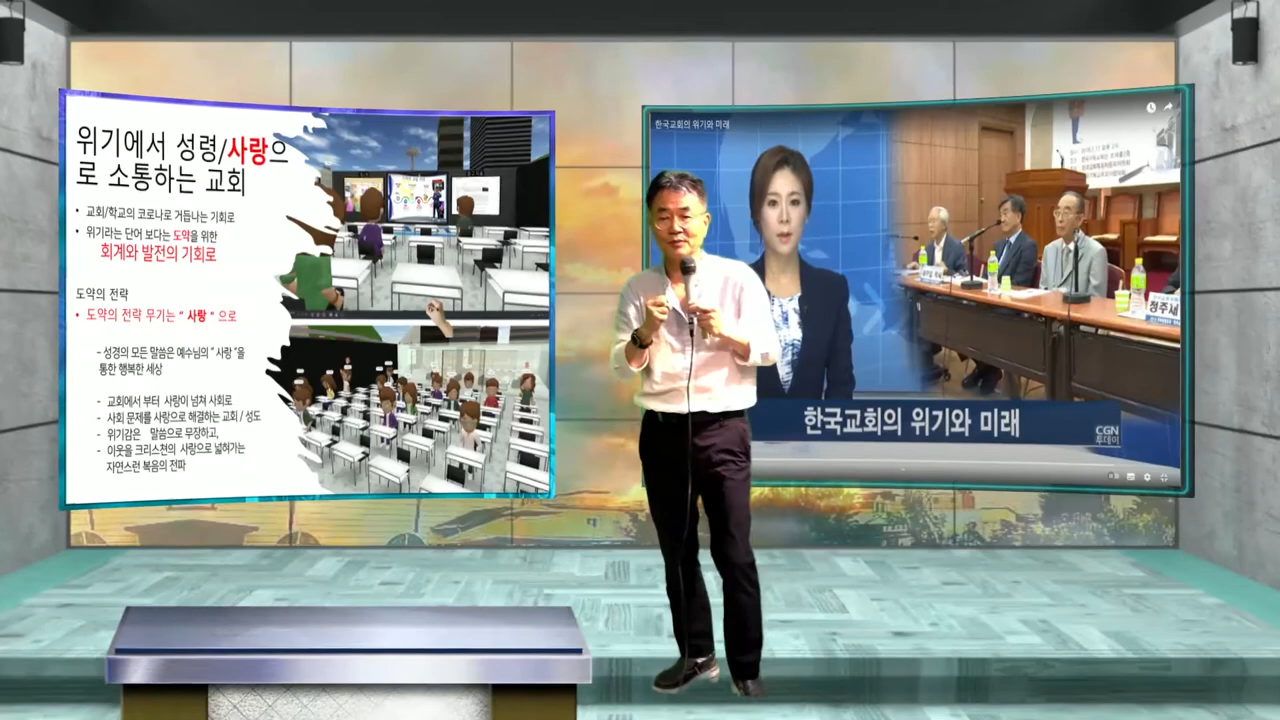 위기에서 성령/사랑으
로 소통하는 교회
• 교회/학교의 코로나로 거듭나는 기회로
• 위기라는 단어 보다는 도약을 위한
회계와 발전의 기회로
도약의 전략
• 도약의 전략 무기는 “ 사랑 “ 으로
- 성경의 모든 말씀은 예수님의 “ 사랑 “을
통한 행복한 세상
- 교회에서 부터 사랑이 넘쳐 사회로
- 사회 문제를 사랑으로 해결하는 교회 / 성도
- 위기감은 말씀으로 무장하고,
- 이웃을 크리스천의 사랑으로 넓혀가는
자연스런 복음의 전파
한국교회의 위기와 미래
정주채
한국교회의 위기와 미래
CGN
투데이